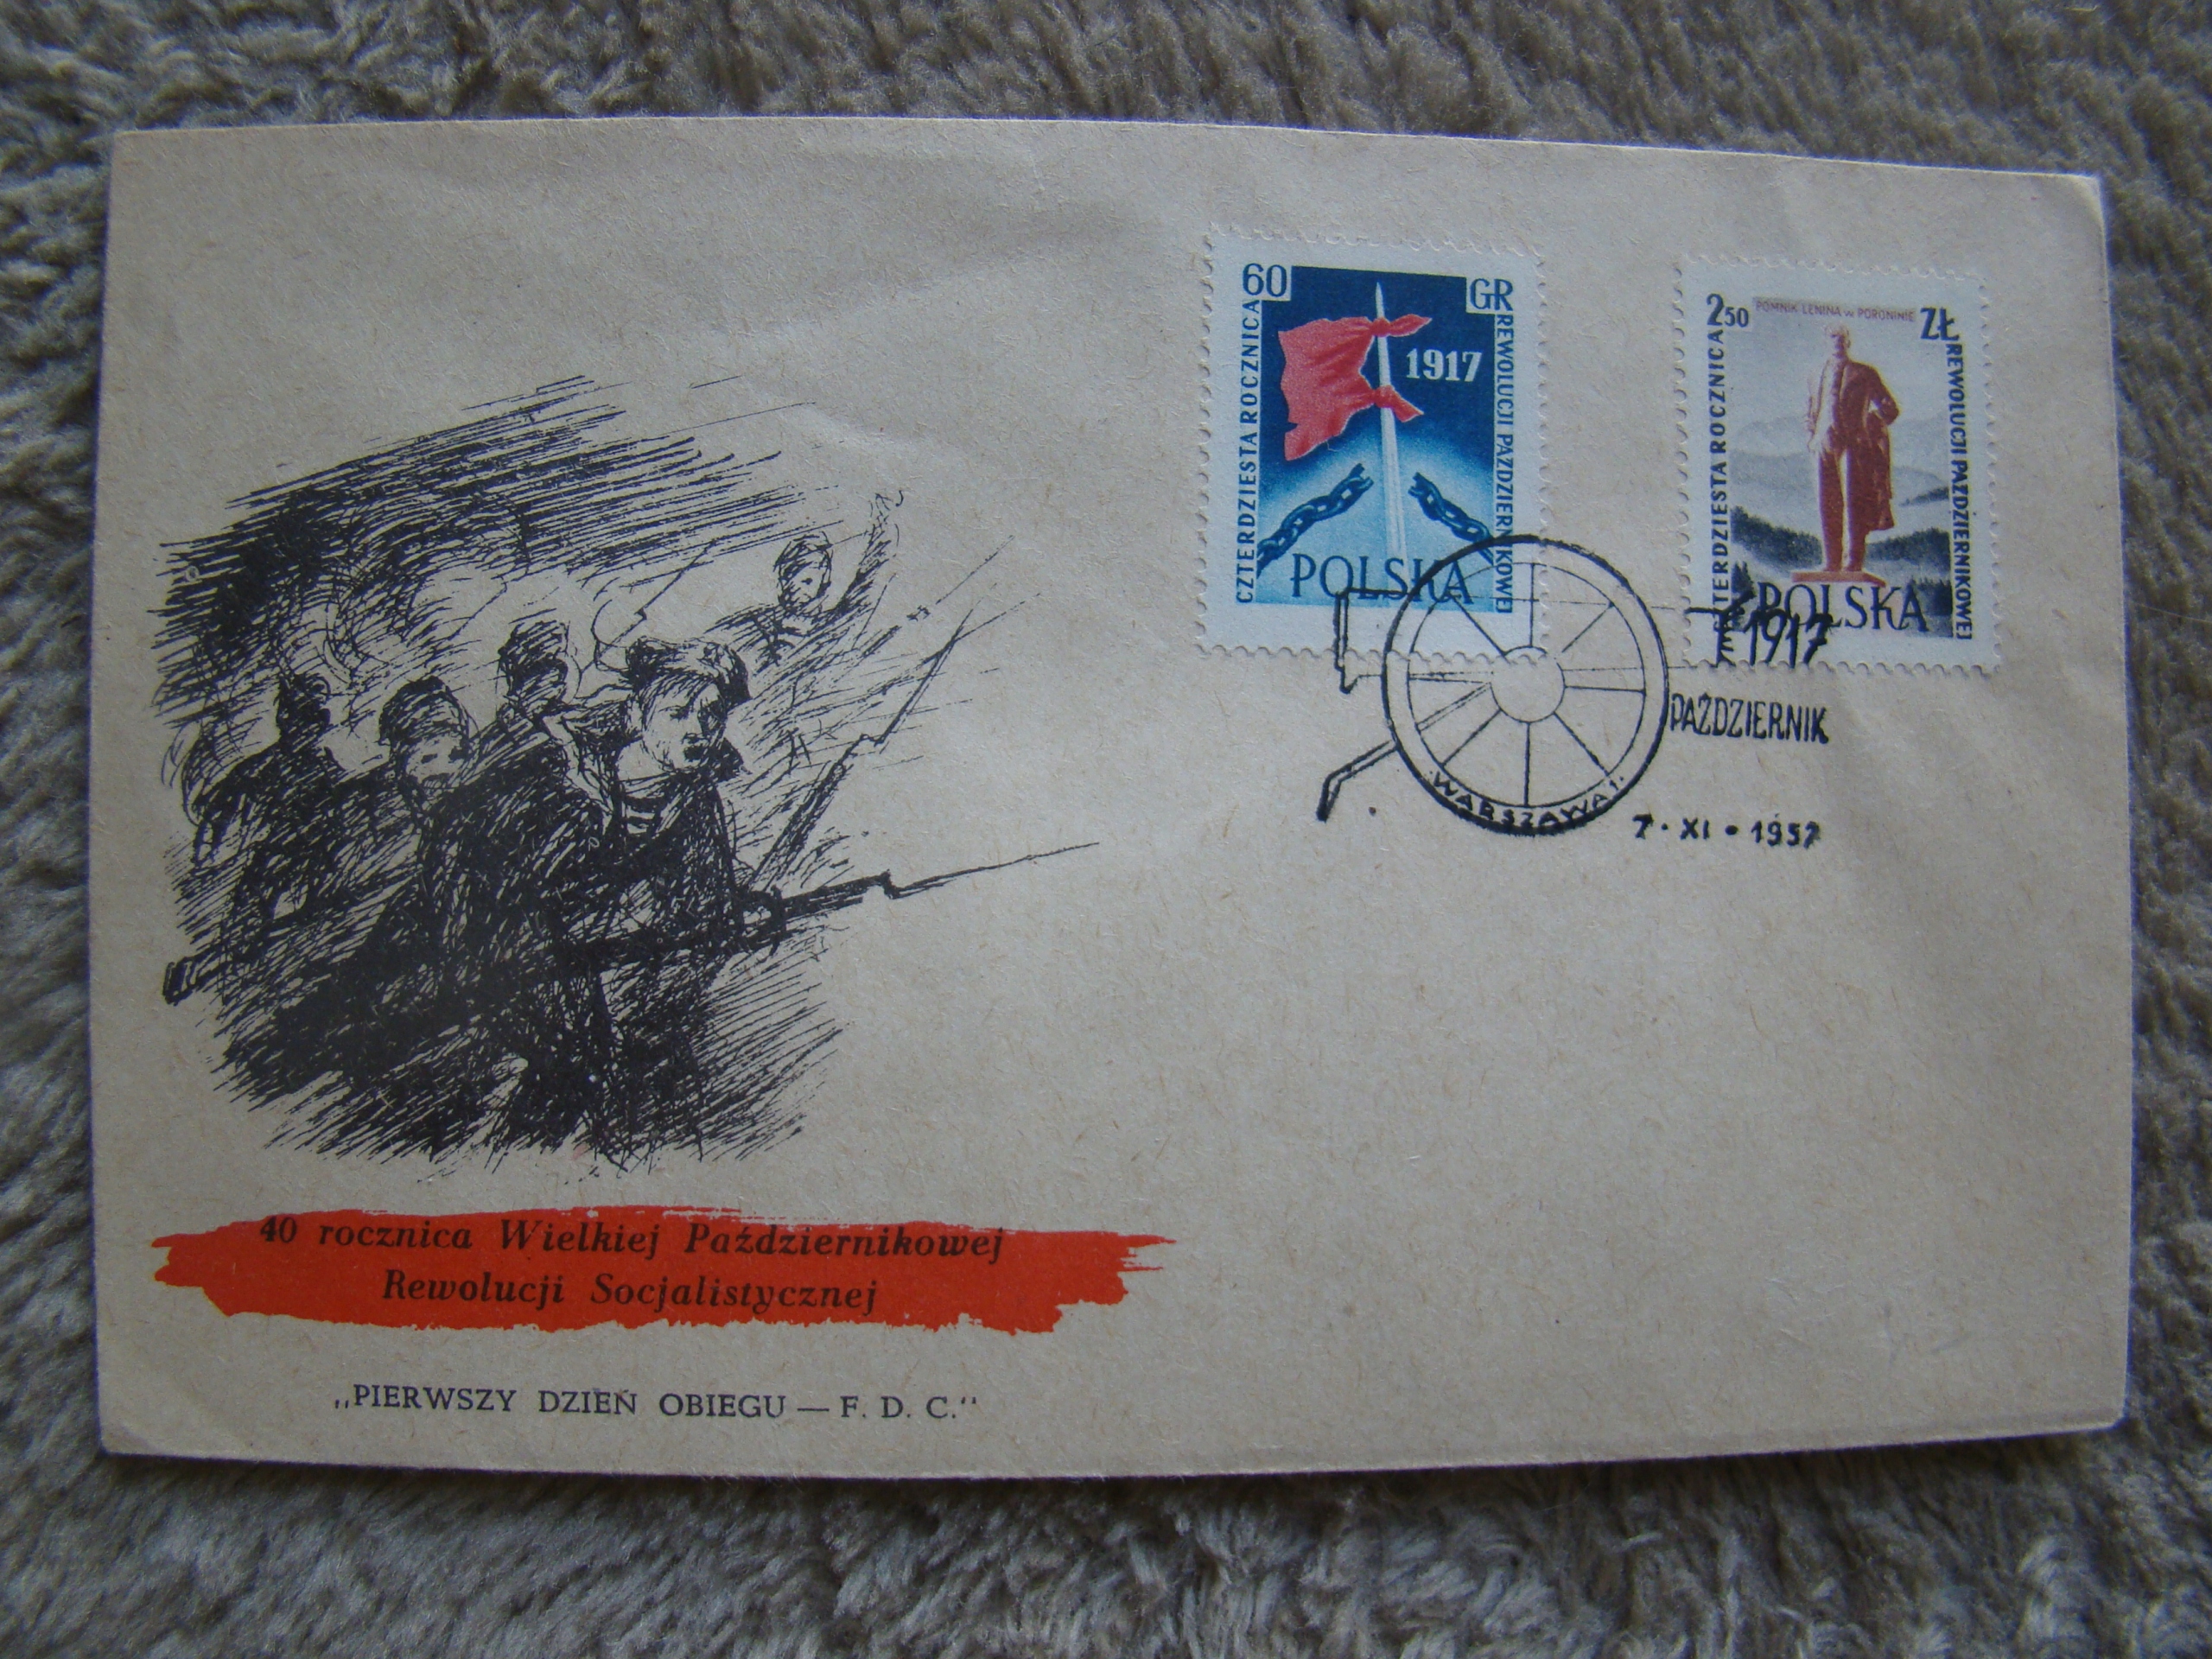 60 GR
CZTERDZIESTA ROCZNICA
1917
REWOLUCJI PAŹDZIERNIKOWEJ
POLSKA
2 50 POMNIK LENINA w PORONINIE ZŁ
CZTERDZIESTA ROCZNICA
REWOLUCJI PAŹDZIERNIKOWEJ
POLSKA
1917
PAŹDZIERNIK
WARSZAWA 1
7·XI·1957
40 rocznica Wielkiej Październikowej
Rewolucji Socjalistycznej
„PIERWSZY DZIEŃ OBIEGU — F. D. C."